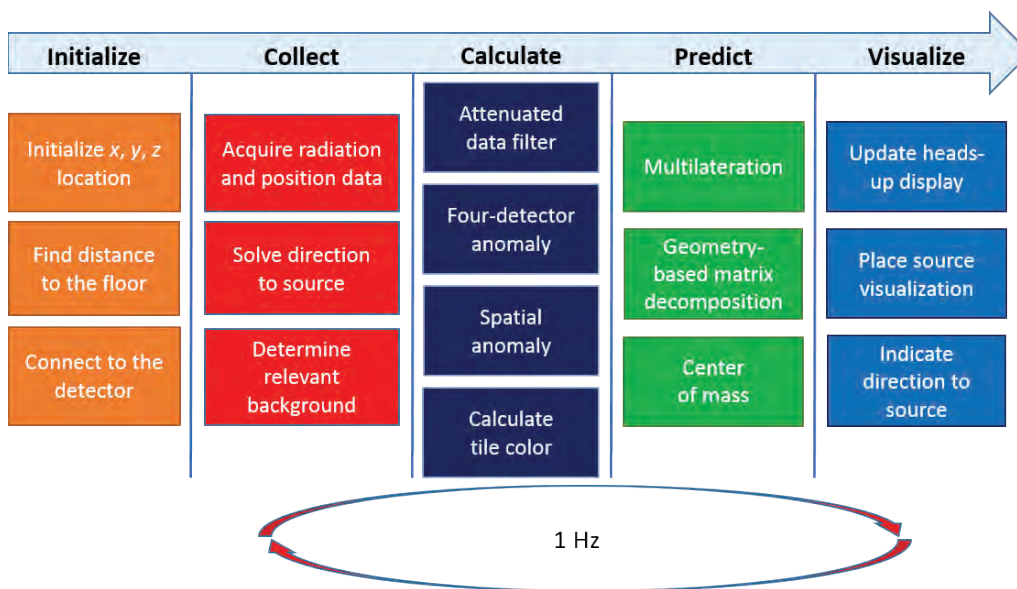 Initialize
Collect
Calculate
Predict
Visualize
Initialize x, y, z
location
Find distance
to the floor
Connect to the
detector
Acquire radiation
and position data
Solve direction
to source
Determine
relevant
background
Attenuated
data filter
Four-detector
anomaly
Spatial
anomaly
Calculate
tile color
Multilateration
Geometry-
based matrix
decomposition
Center
of mass
Update heads-
up display
Place source
visualization
Indicate
direction to
source
1 Hz